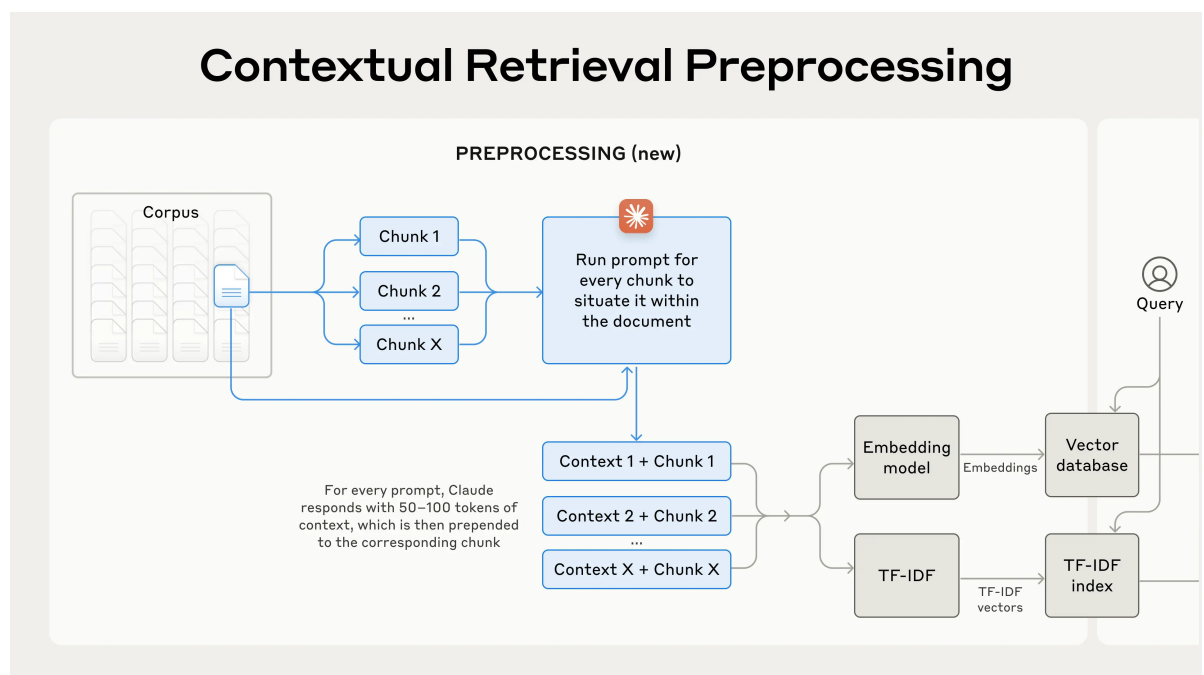 Contextual Retrieval Preprocessing
PREPROCESSING (new)
Corpus
Chunk 1
Chunk 2
...
Chunk X
Run prompt for
every chunk to
situate it within
the document
Query
For every prompt, Claude
responds with 50–100 tokens of
context, which is then prepended
to the corresponding chunk
Context 1 + Chunk 1
Context 2 + Chunk 2
...
Context X + Chunk X
Embedding
model
Embeddings
Vector
database
TF-IDF
TF-IDF
vectors
TF-IDF
index